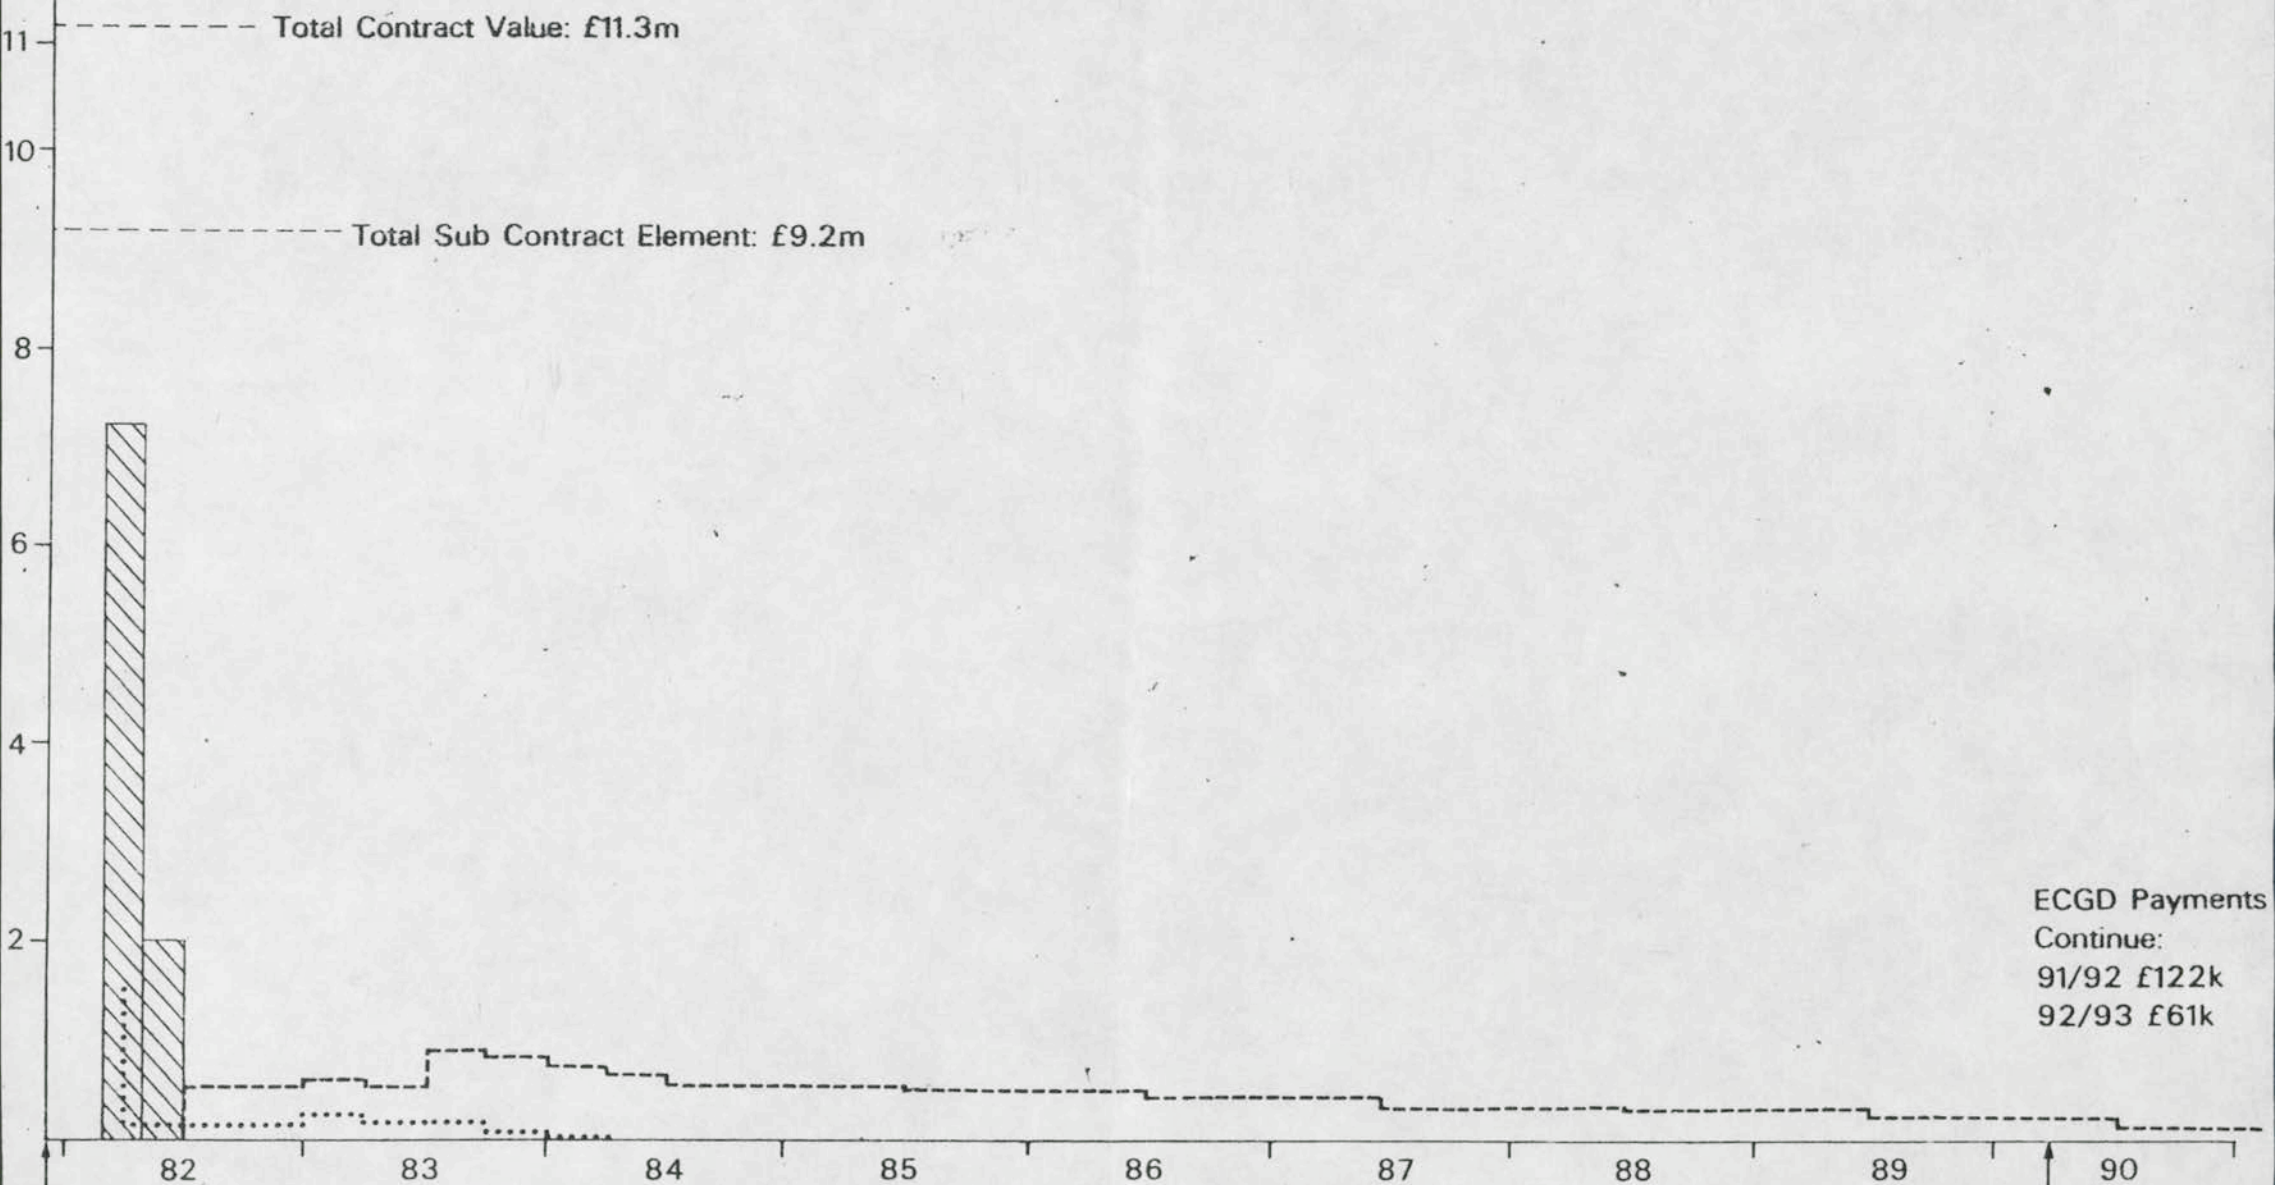 Total Contract Value: £11.3m
11
10
Total Sub Contract Element: £9.2m
8
6
4
2
ECGD Payments
Continue:
91/92 £122k
92/93 £61k
82 83 84 85 86 87 88 89 90